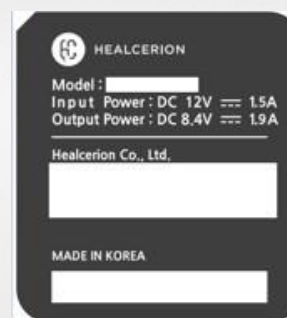 HC HEALCERION
Model :
Input Power : DC 12V ⎓ 1.5A
Output Power : DC 8.4V ⎓ 1.9A
Healcerion Co., Ltd.
MADE IN KOREA